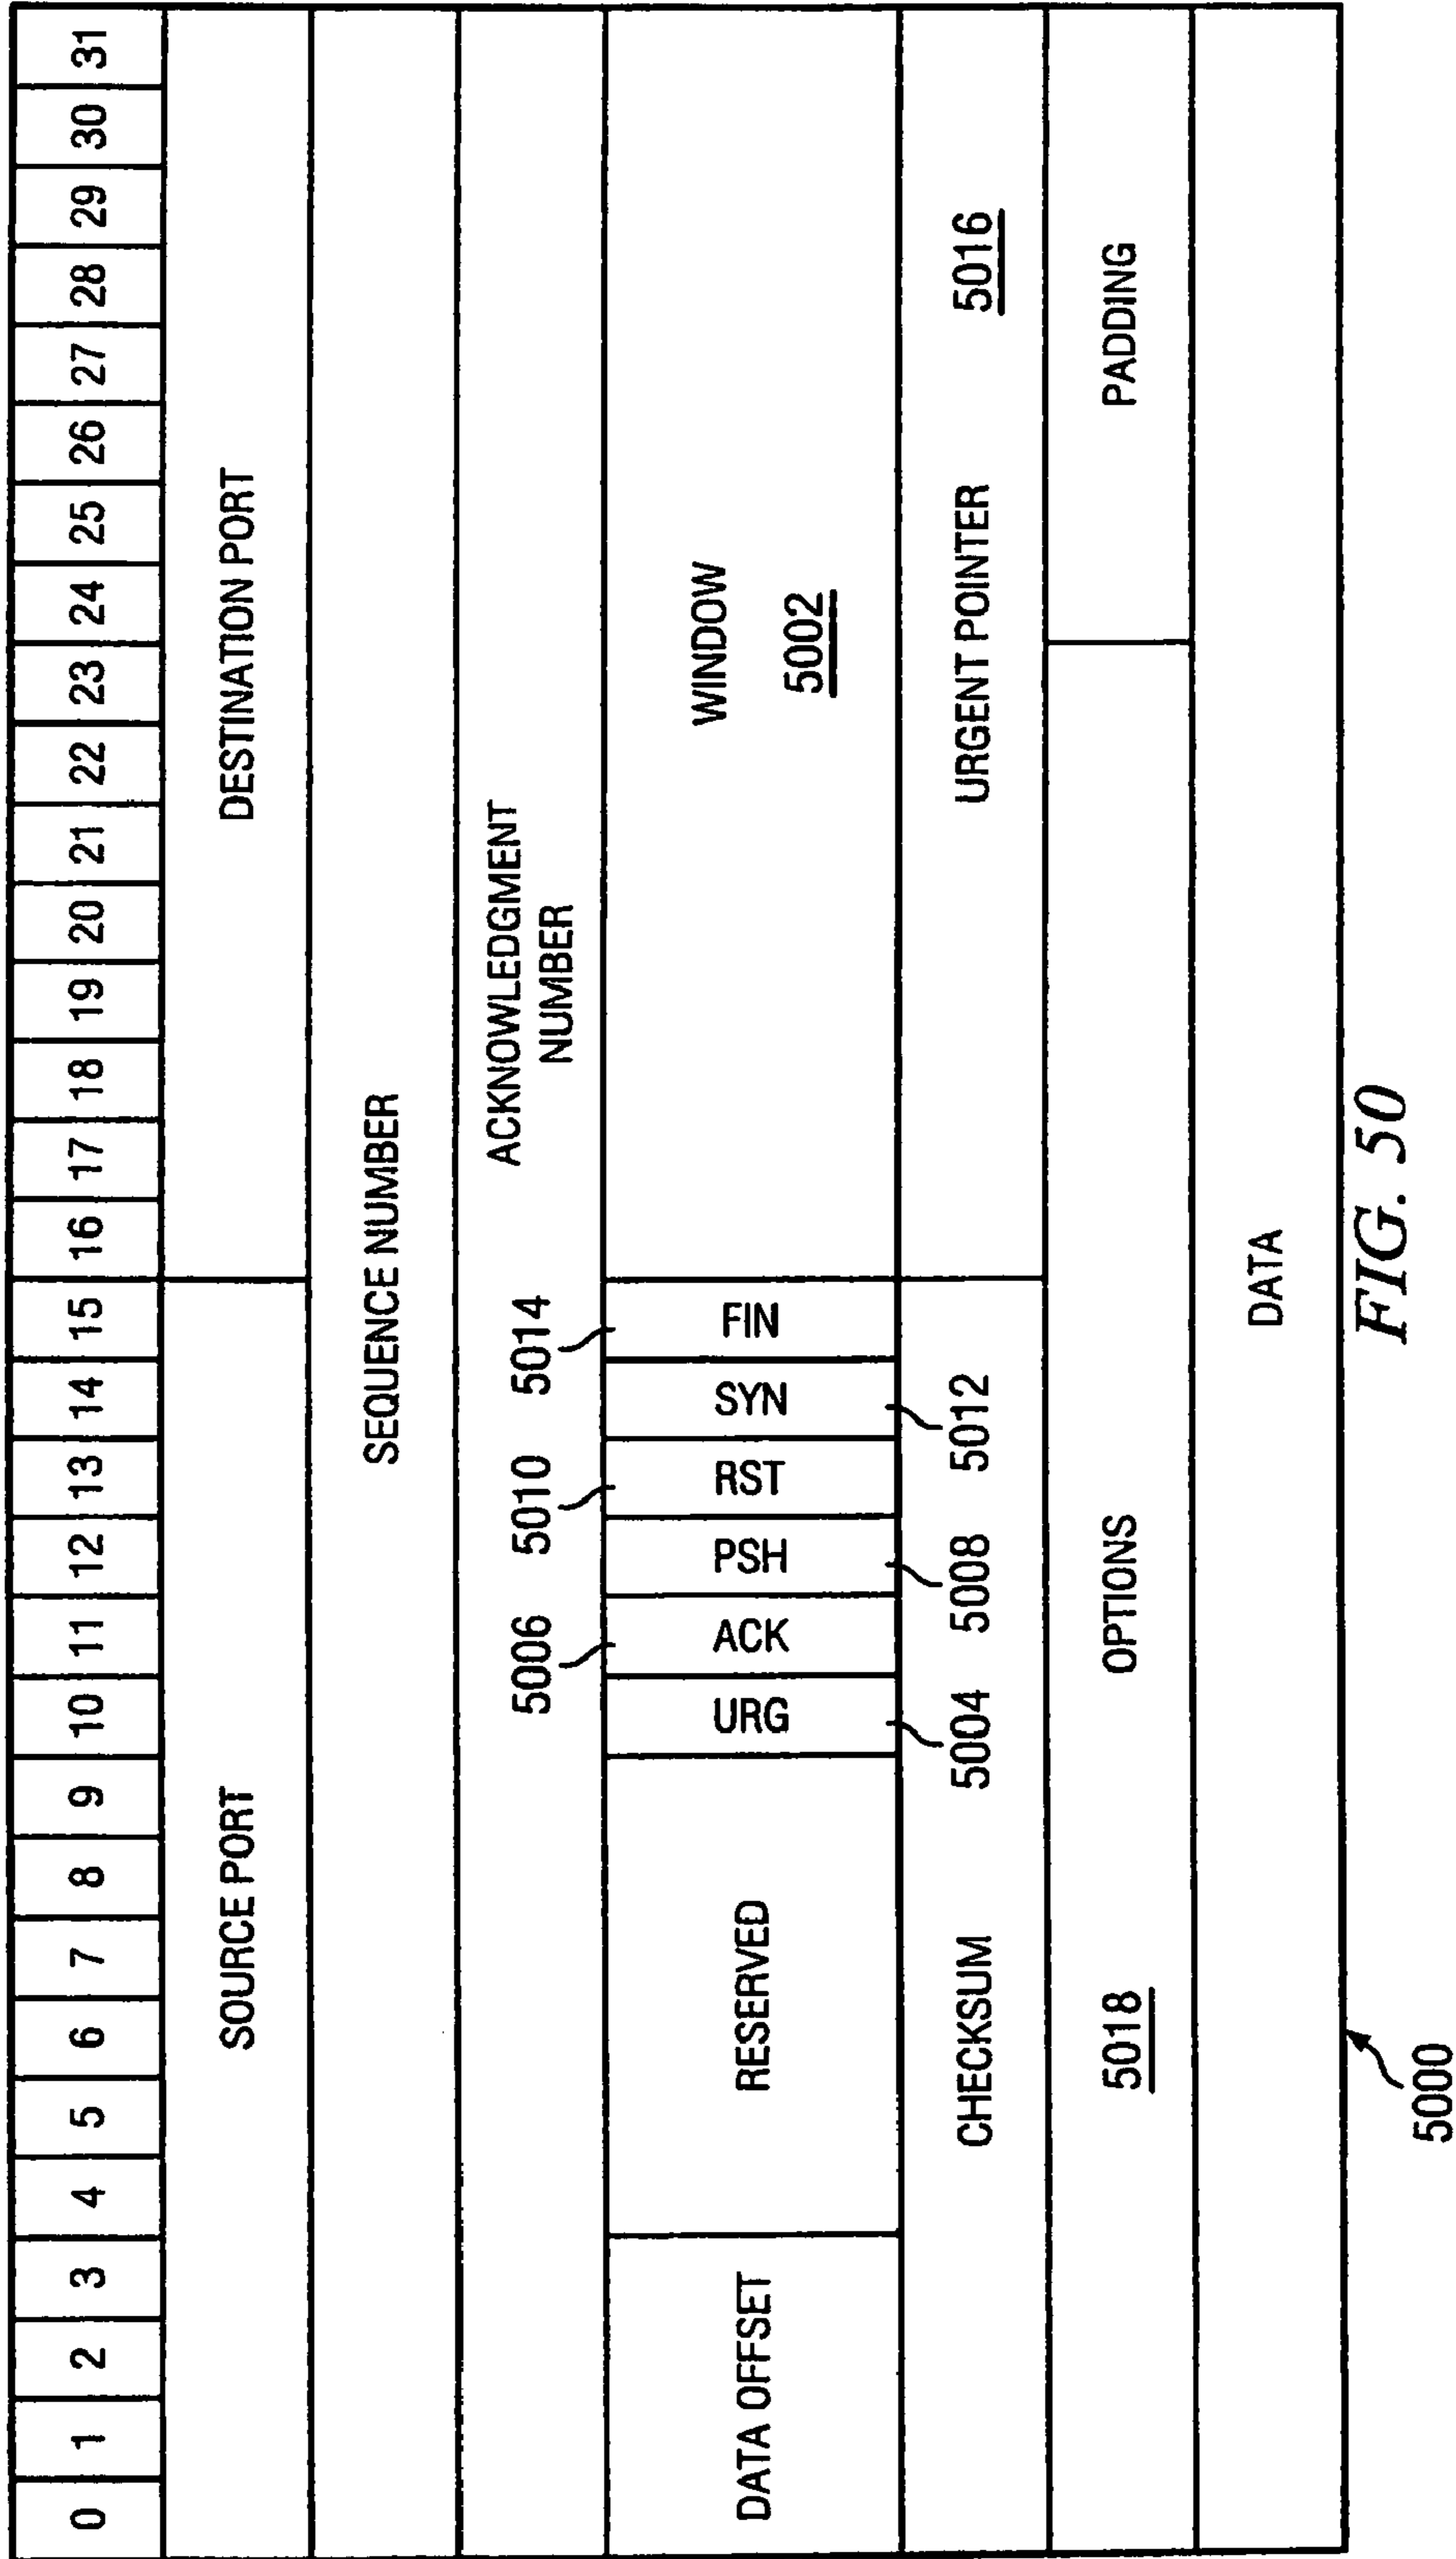 0 1 2 3 4 5 6 7 8 9 10 11 12 13 14 15 16 17 18 19 20 21 22 23 24 25 26 27 28 29 30 31
SOURCE PORT DESTINATION PORT
SEQUENCE NUMBER
ACKNOWLEDGMENT
NUMBER
5006 5010 5014
DATA OFFSET RESERVED URG ACK PSH RST SYN FIN WINDOW
5002
5004 5008 5012
CHECKSUM URGENT POINTER 5016
5018 OPTIONS PADDING
DATA
5000
FIG. 50